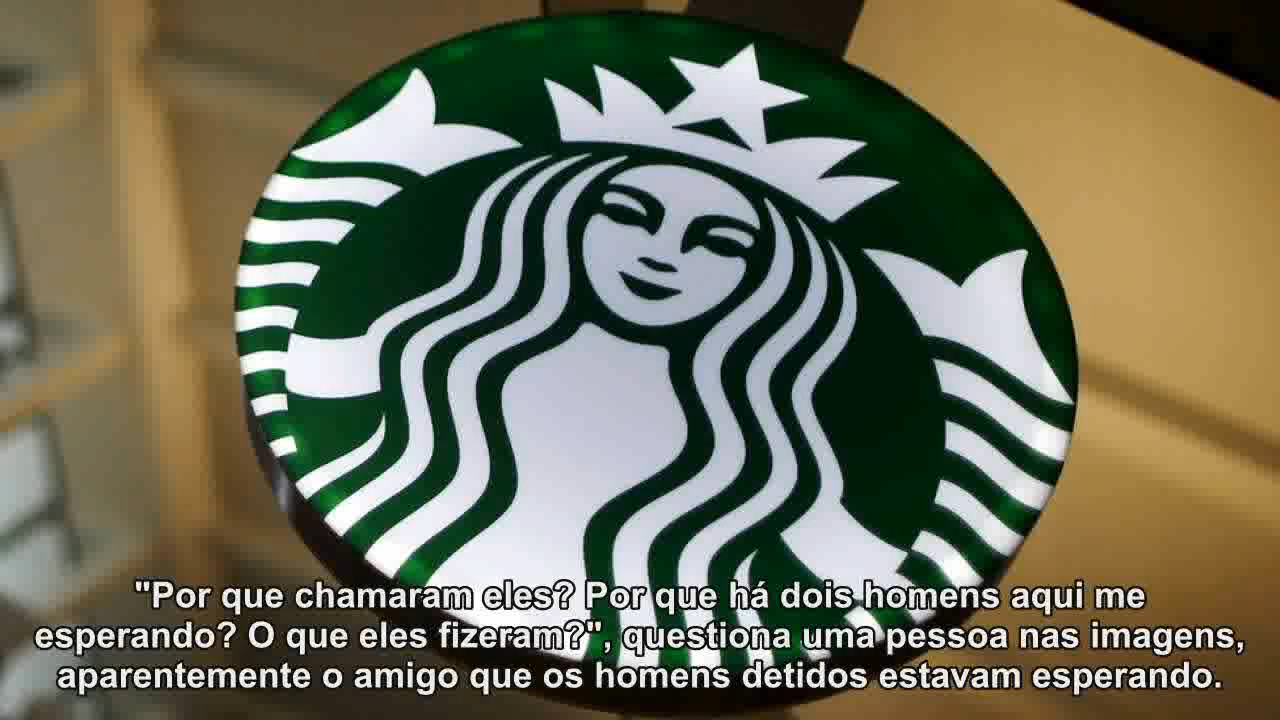 "Por que chamaram eles? Por que há dois homens aqui me
esperando? O que eles fizeram?", questiona uma pessoa nas imagens,
aparentemente o amigo que os homens detidos estavam esperando.